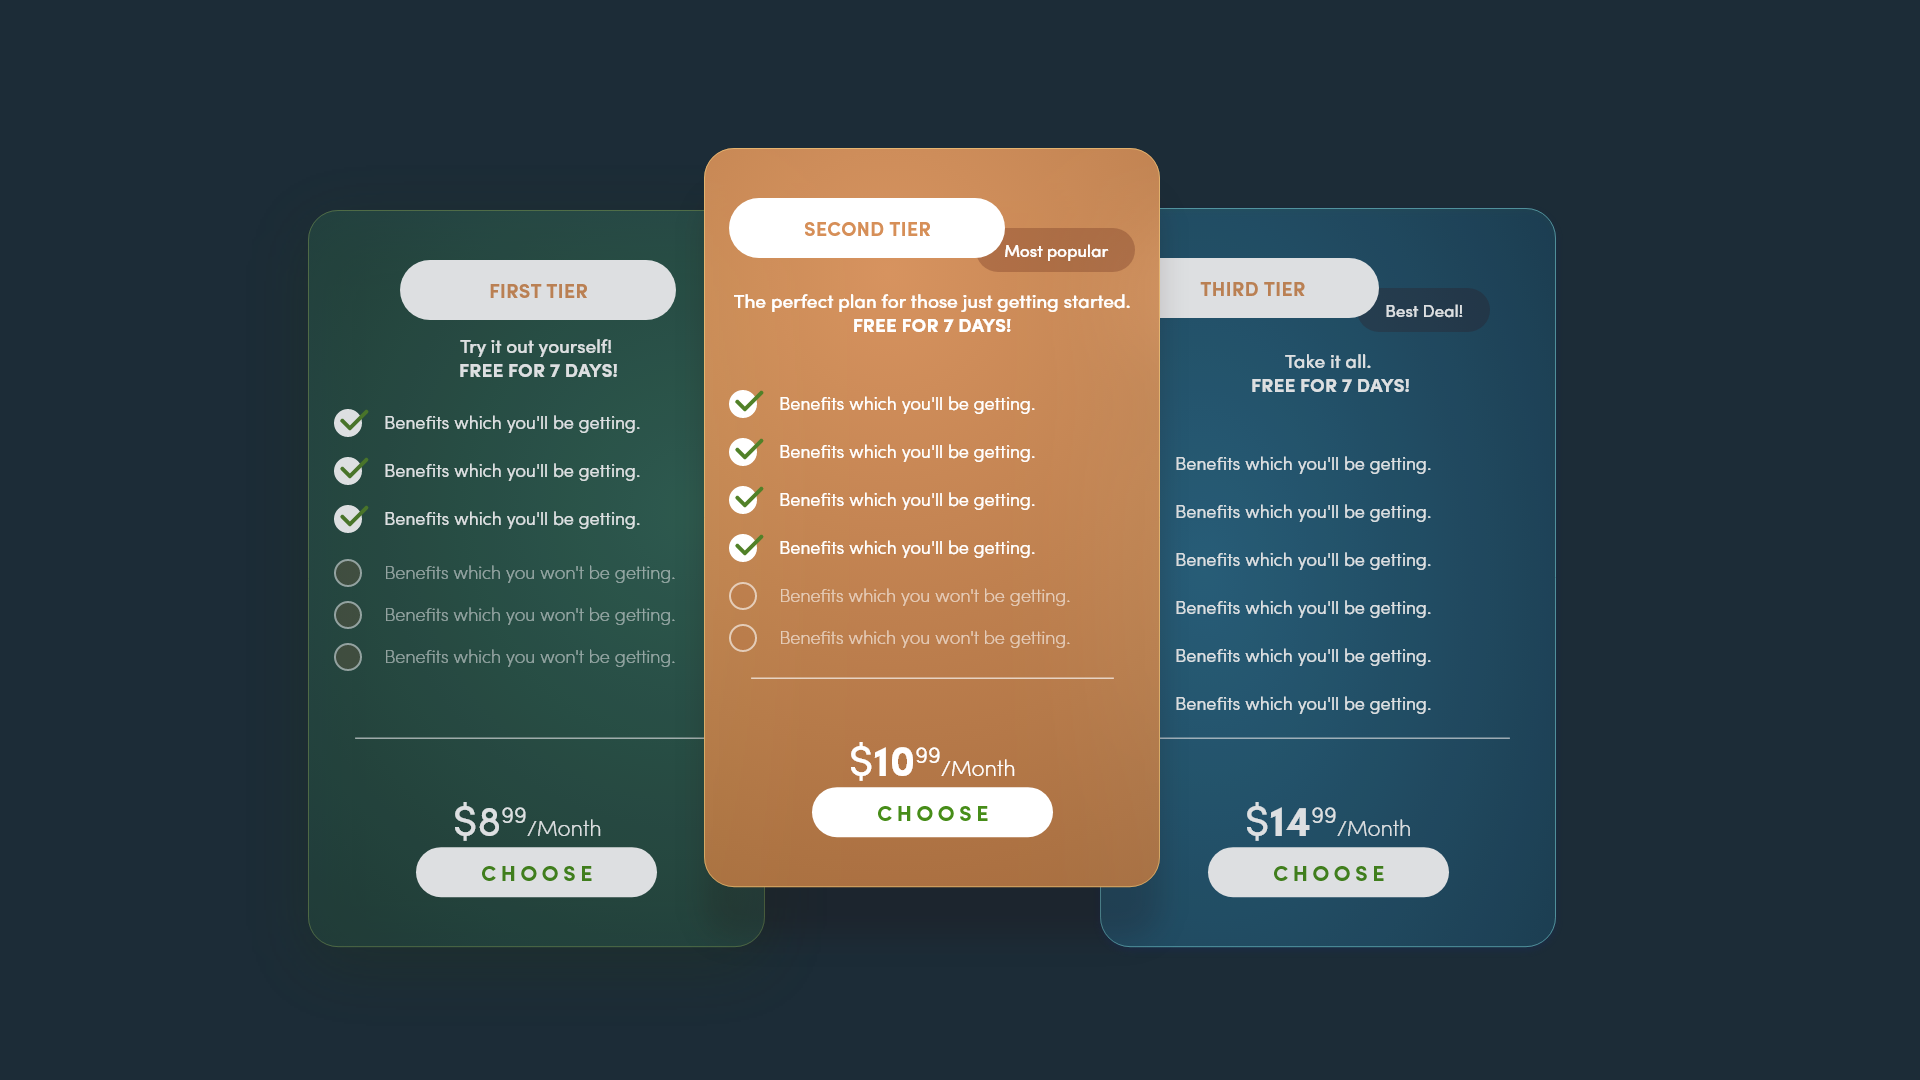 FIRST TIER
Try it out yourself!
FREE FOR 7 DAYS!
Benefits which you'll be getting.
Benefits which you'll be getting.
Benefits which you'll be getting.
Benefits which you won't be getting.
Benefits which you won't be getting.
Benefits which you won't be getting.
$8⁹⁹/Month
CHOOSE
SECOND TIER
Most popular
The perfect plan for those just getting started.
FREE FOR 7 DAYS!
Benefits which you'll be getting.
Benefits which you'll be getting.
Benefits which you'll be getting.
Benefits which you'll be getting.
Benefits which you won't be getting.
Benefits which you won't be getting.
$10⁹⁹/Month
CHOOSE
THIRD TIER
Best Deal!
Take it all.
FREE FOR 7 DAYS!
Benefits which you'll be getting.
Benefits which you'll be getting.
Benefits which you'll be getting.
Benefits which you'll be getting.
Benefits which you'll be getting.
Benefits which you'll be getting.
$14⁹⁹/Month
CHOOSE